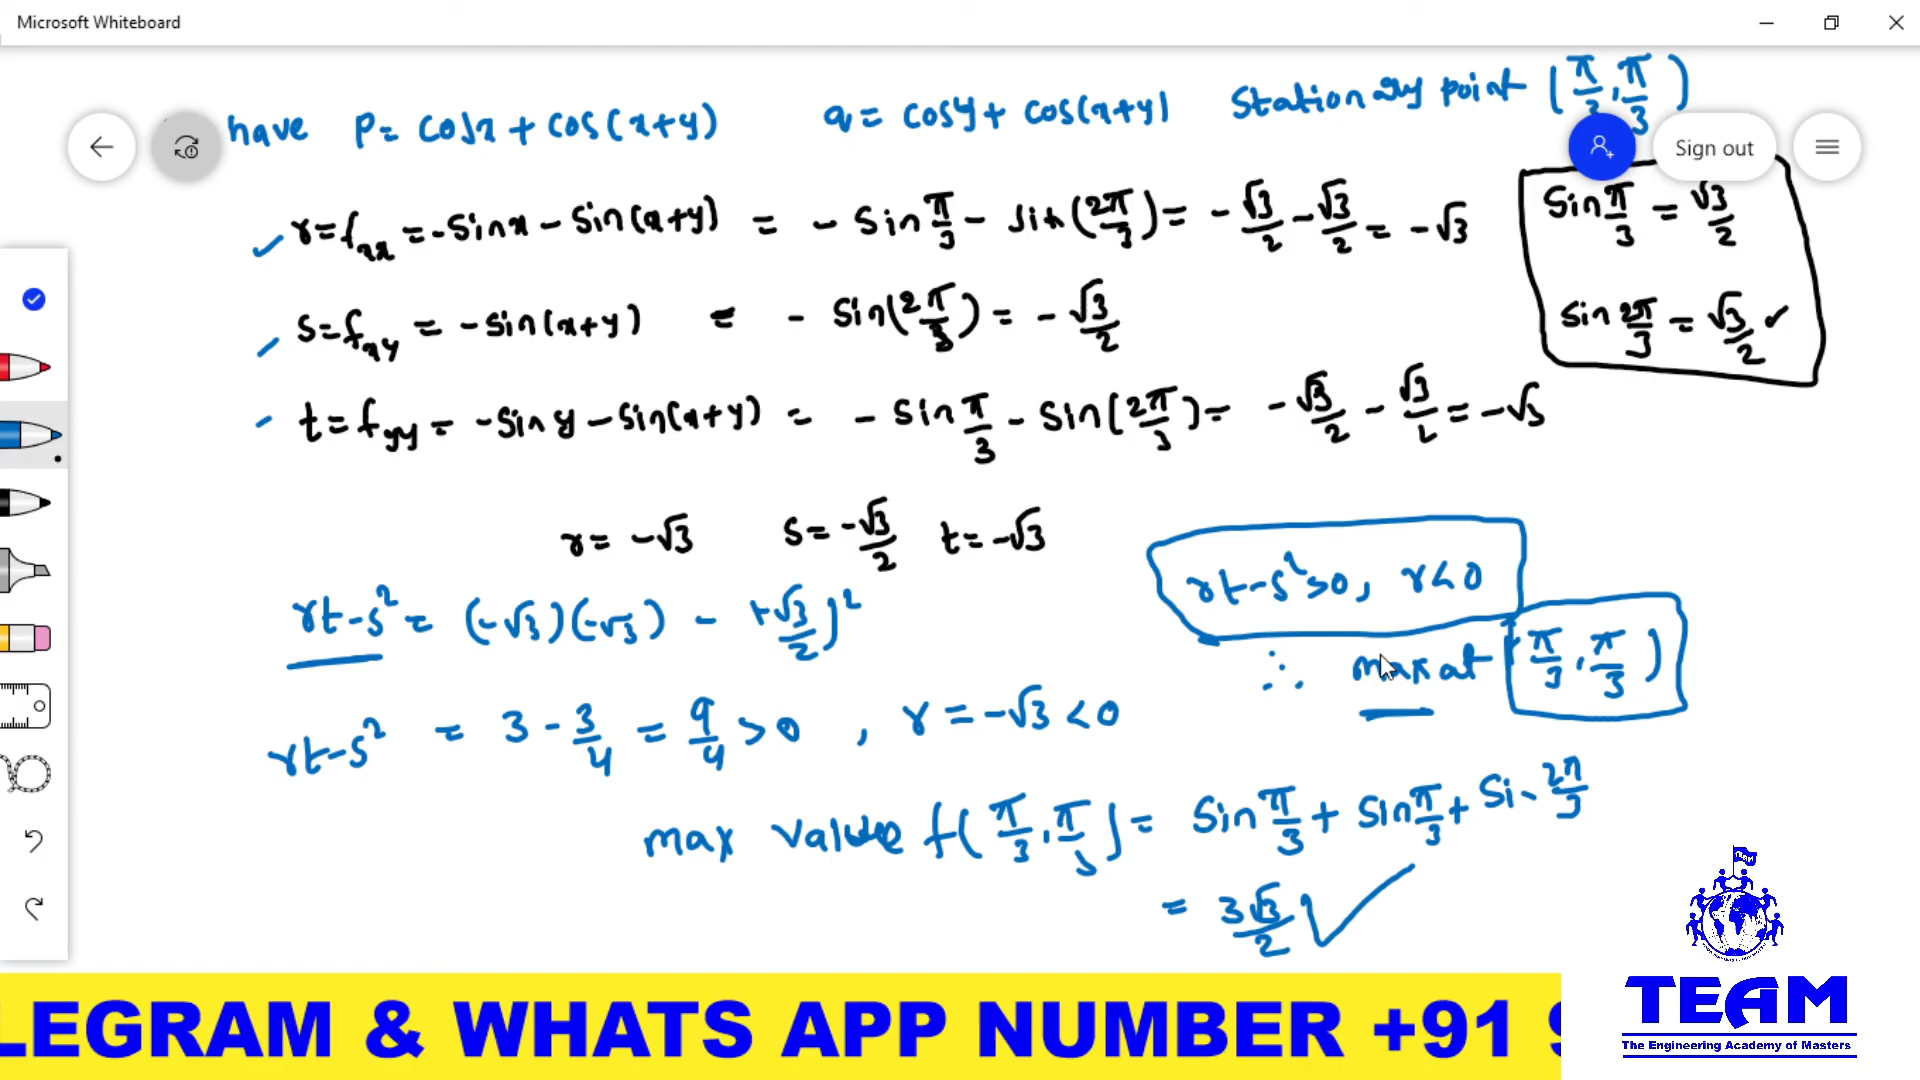 Microsoft Whiteboard
have P= cosx + cos(x+y) q = cosy + cos(x+y) Stationary point (π/3, π/3)
Sign out
r=fxx = -Sinx - Sin(x+y) = - Sin π/3 - sin(2π/3) = - √3/2 - √3/2 = -√3
Sin π/3 = √3/2
S=fxy = -Sin(x+y) = - Sin(2π/3) = - √3/2
Sin 2π/3 = √3/2 ✓
t=fyy = -Sin y - Sin(x+y) = - Sin π/3 - Sin(2π/3) = - √3/2 - √3/2 = -√3
r= -√3 S= -√3/2 t= -√3
rt-S²>0, r<0
rt-S² = (-√3)(-√3) - (-√3/2)²
∴ max at (π/3, π/3)
rt-S² = 3 - 3/4 = 9/4 > 0 , r = -√3 < 0
max value f(π/3, π/3) = Sin π/3 + Sin π/3 + Sin 2π/3
= 3√3/2 ✓
LEGRAM & WHATS APP NUMBER +91 9
TEAM
The Engineering Academy of Masters